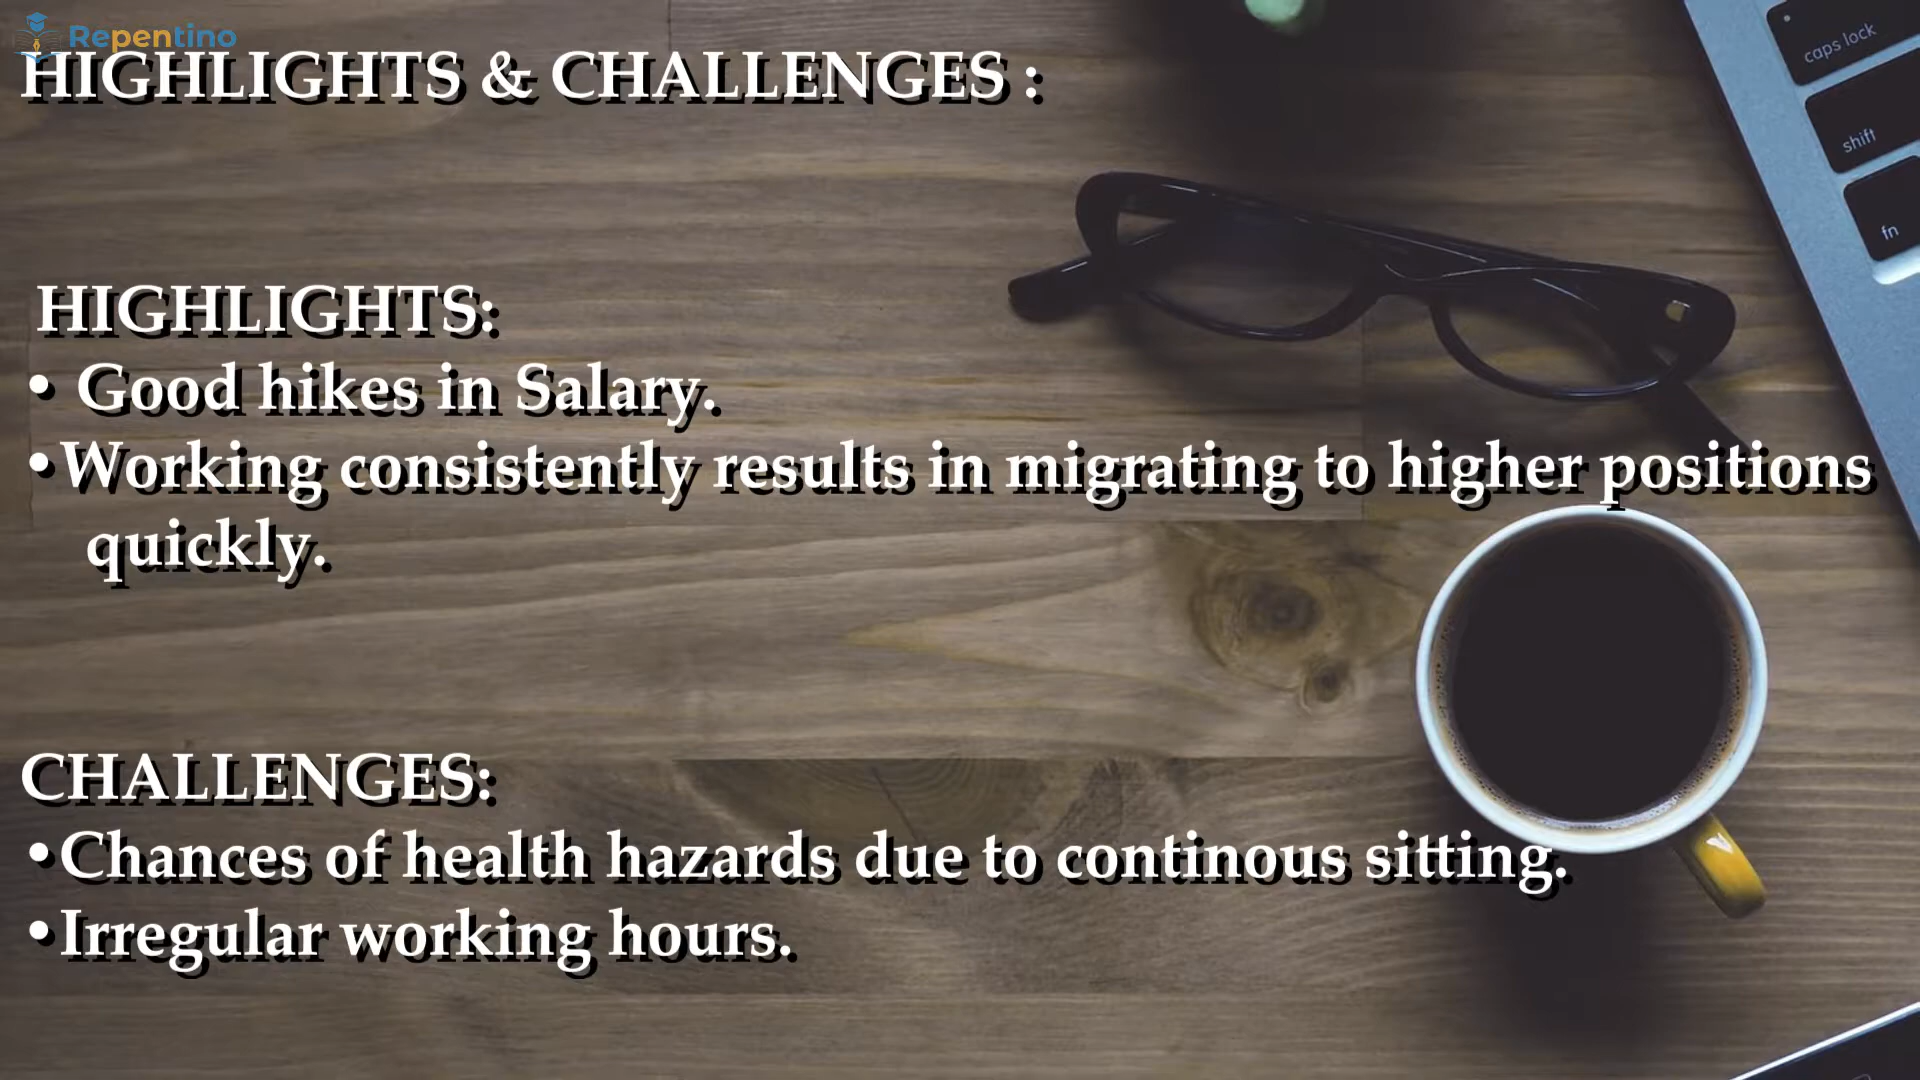 Repentino
HIGHLIGHTS & CHALLENGES :
caps lock
shift
fn
HIGHLIGHTS:
• Good hikes in Salary.
•Working consistently results in migrating to higher positions
quickly.
CHALLENGES:
•Chances of health hazards due to continous sitting.
•Irregular working hours.